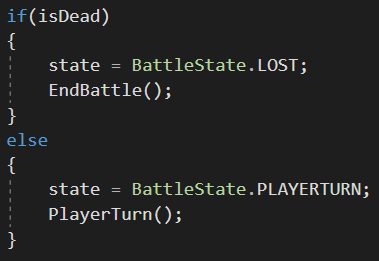 if(isDead)
{
    state = BattleState.LOST;
    EndBattle();
}
else
{
    state = BattleState.PLAYERTURN;
    PlayerTurn();
}